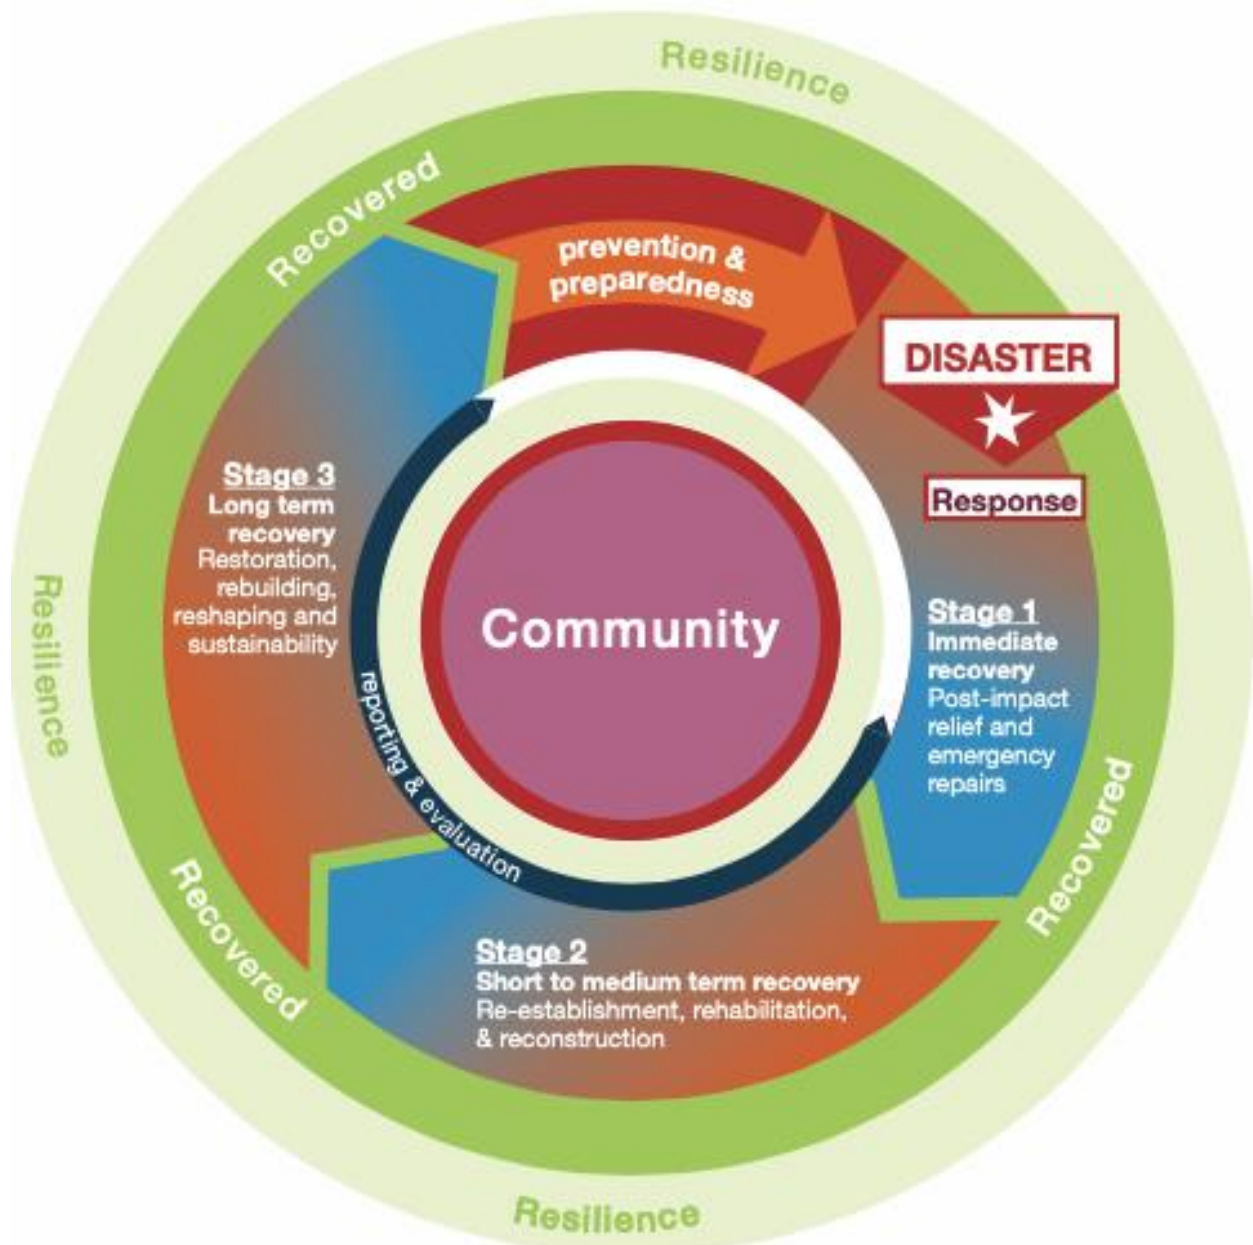 Resilience
Recovered
prevention &
preparedness
DISASTER
Response
Stage 3
Long term
recovery
Restoration,
rebuilding,
reshaping and
sustainability
Community
Stage 1
Immediate
recovery
Post-impact
relief and
emergency
repairs
Resilience
reporting & evaluation
Recovered
Recovered
Stage 2
Short to medium term recovery
Re-establishment, rehabilitation,
& reconstruction
Resilience